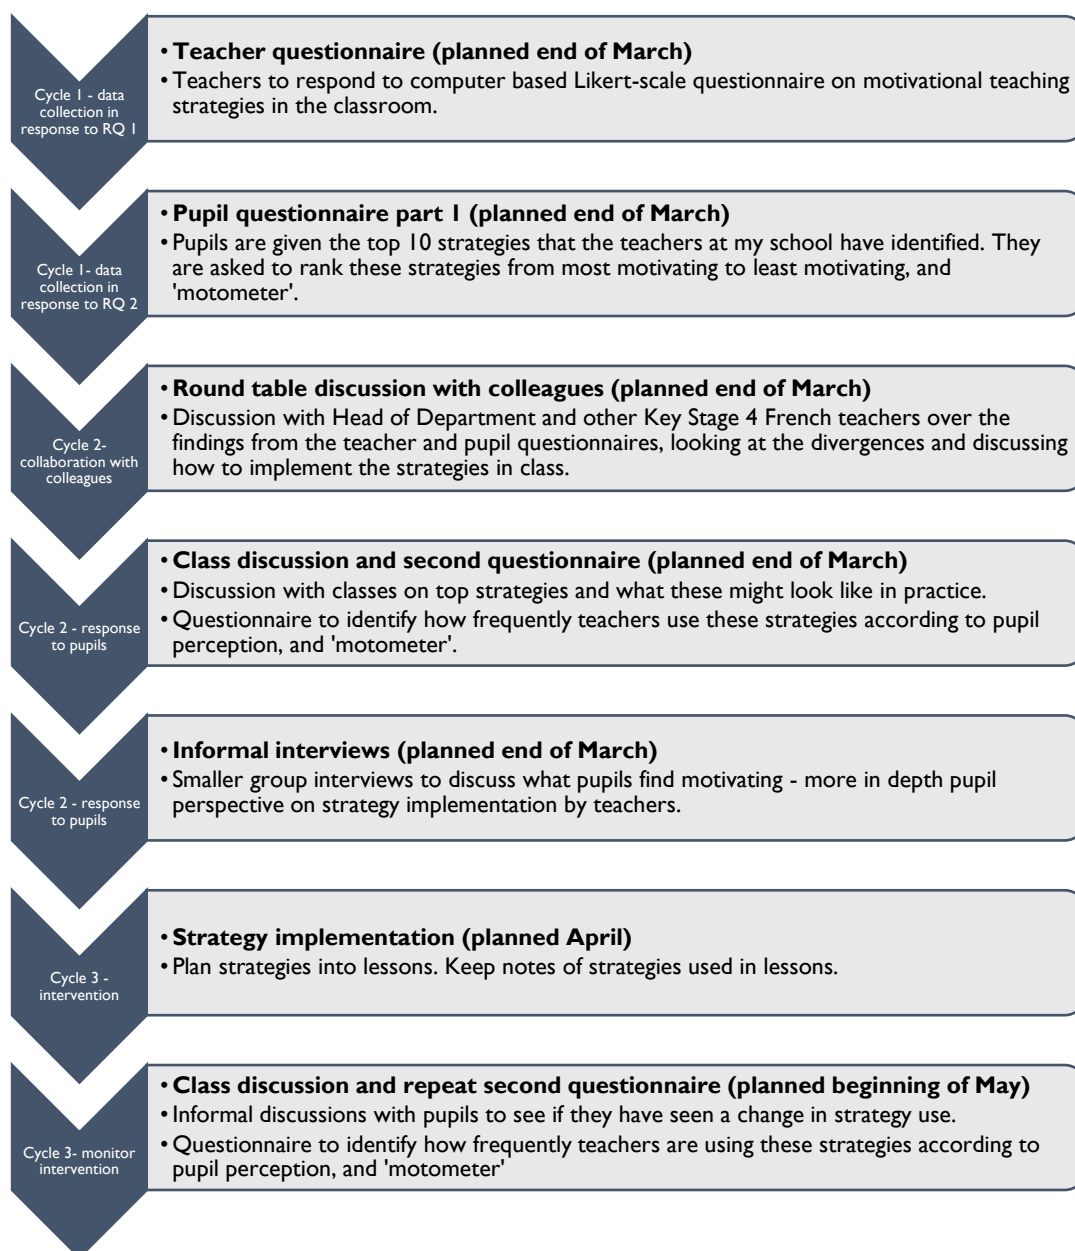 Cycle 1 - data
collection in
response to RQ 1
• Teacher questionnaire (planned end of March)
• Teachers to respond to computer based Likert-scale questionnaire on motivational teaching
strategies in the classroom.
Cycle 1- data
collection in
response to RQ 2
• Pupil questionnaire part 1 (planned end of March)
• Pupils are given the top 10 strategies that the teachers at my school have identified. They
are asked to rank these strategies from most motivating to least motivating, and
'motometer'.
Cycle 2-
collaboration with
colleagues
• Round table discussion with colleagues (planned end of March)
• Discussion with Head of Department and other Key Stage 4 French teachers over the
findings from the teacher and pupil questionnaires, looking at the divergences and discussing
how to implement the strategies in class.
Cycle 2 - response
to pupils
• Class discussion and second questionnaire (planned end of March)
• Discussion with classes on top strategies and what these might look like in practice.
• Questionnaire to identify how frequently teachers use these strategies according to pupil
perception, and 'motometer'.
Cycle 2 - response
to pupils
• Informal interviews (planned end of March)
• Smaller group interviews to discuss what pupils find motivating - more in depth pupil
perspective on strategy implementation by teachers.
Cycle 3 -
intervention
• Strategy implementation (planned April)
• Plan strategies into lessons. Keep notes of strategies used in lessons.
Cycle 3- monitor
intervention
• Class discussion and repeat second questionnaire (planned beginning of May)
• Informal discussions with pupils to see if they have seen a change in strategy use.
• Questionnaire to identify how frequently teachers are using these strategies according to
pupil perception, and 'motometer'